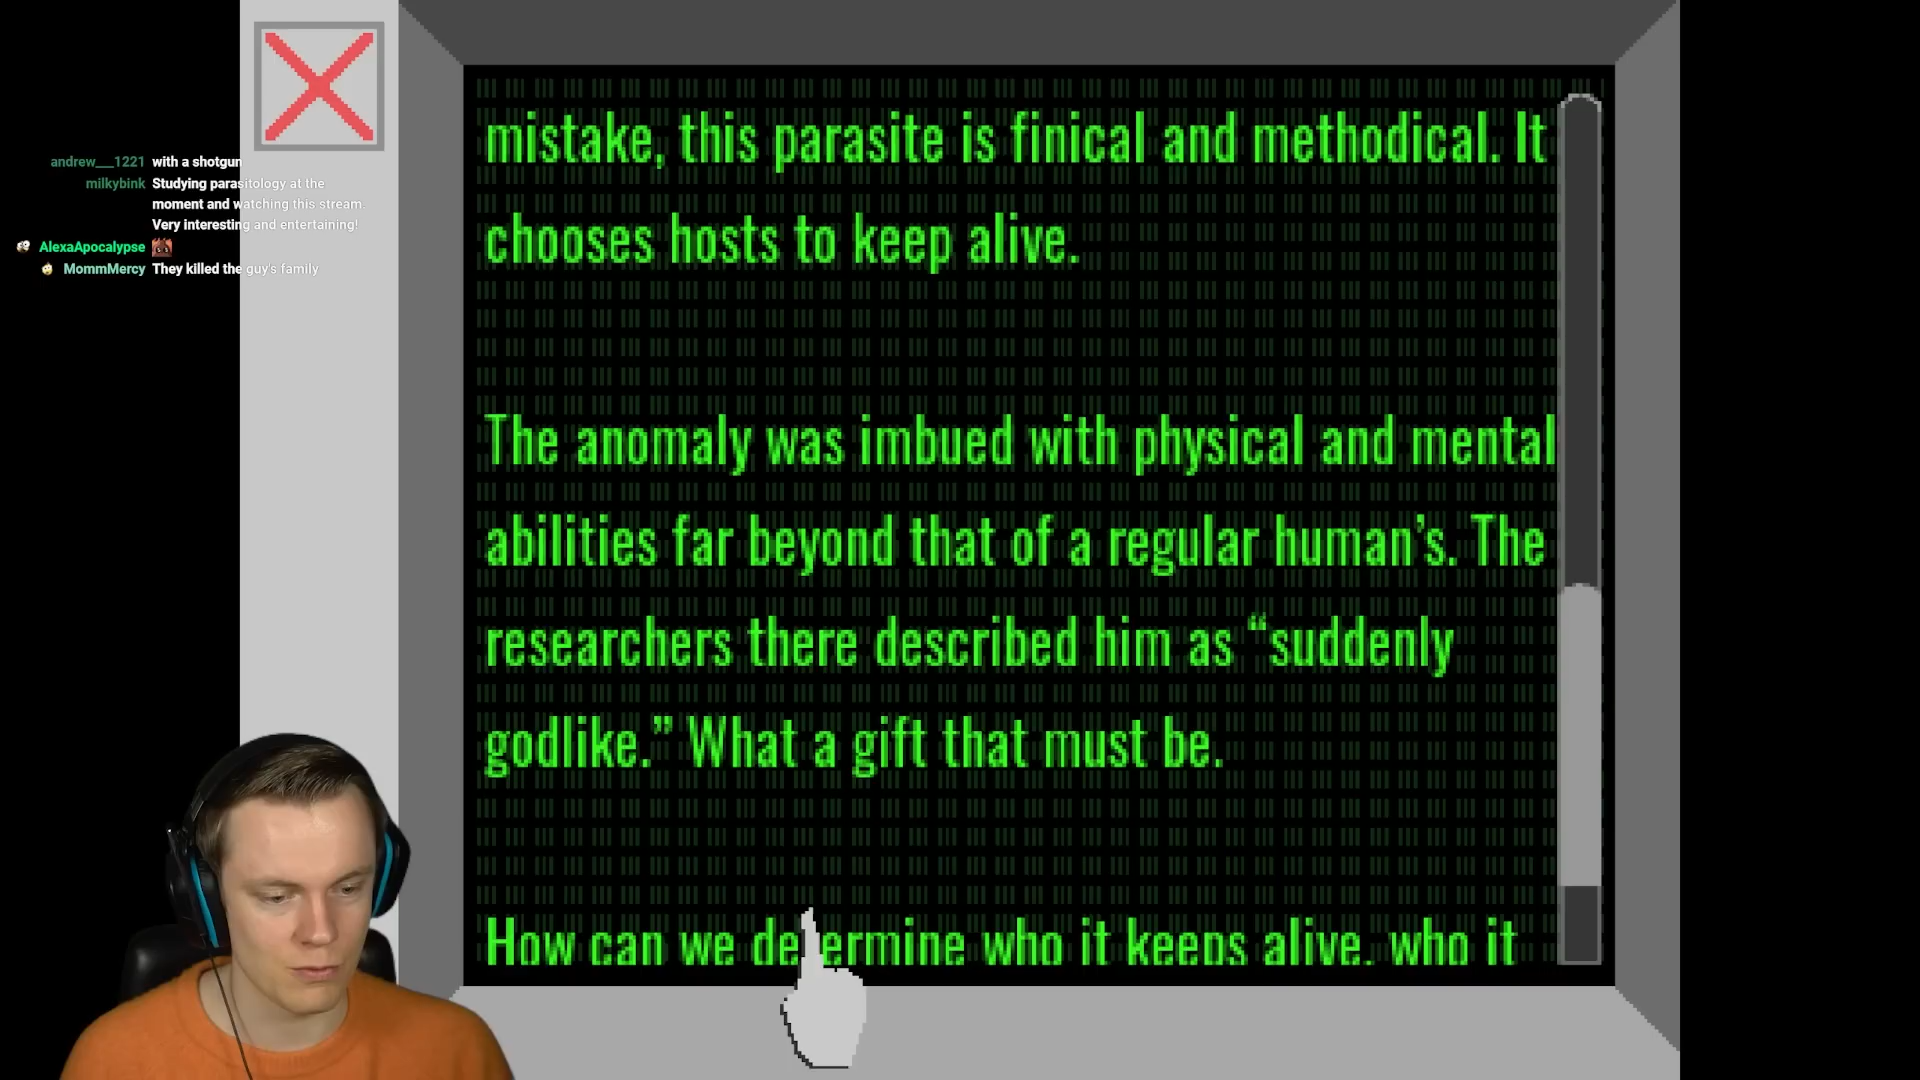 andrew__1221 with a shotgun
milkybink Studying parasitology at the
moment and watching this stream.
Very interesting and entertaining!
AlexaApocalypse
MommMercy They killed the guy's family
mistake, this parasite is finical and methodical. It
chooses hosts to keep alive.
The anomaly was imbued with physical and mental
abilities far beyond that of a regular human’s. The
researchers there described him as “suddenly
godlike.” What a gift that must be.
How can we determine who it keeps alive, who it